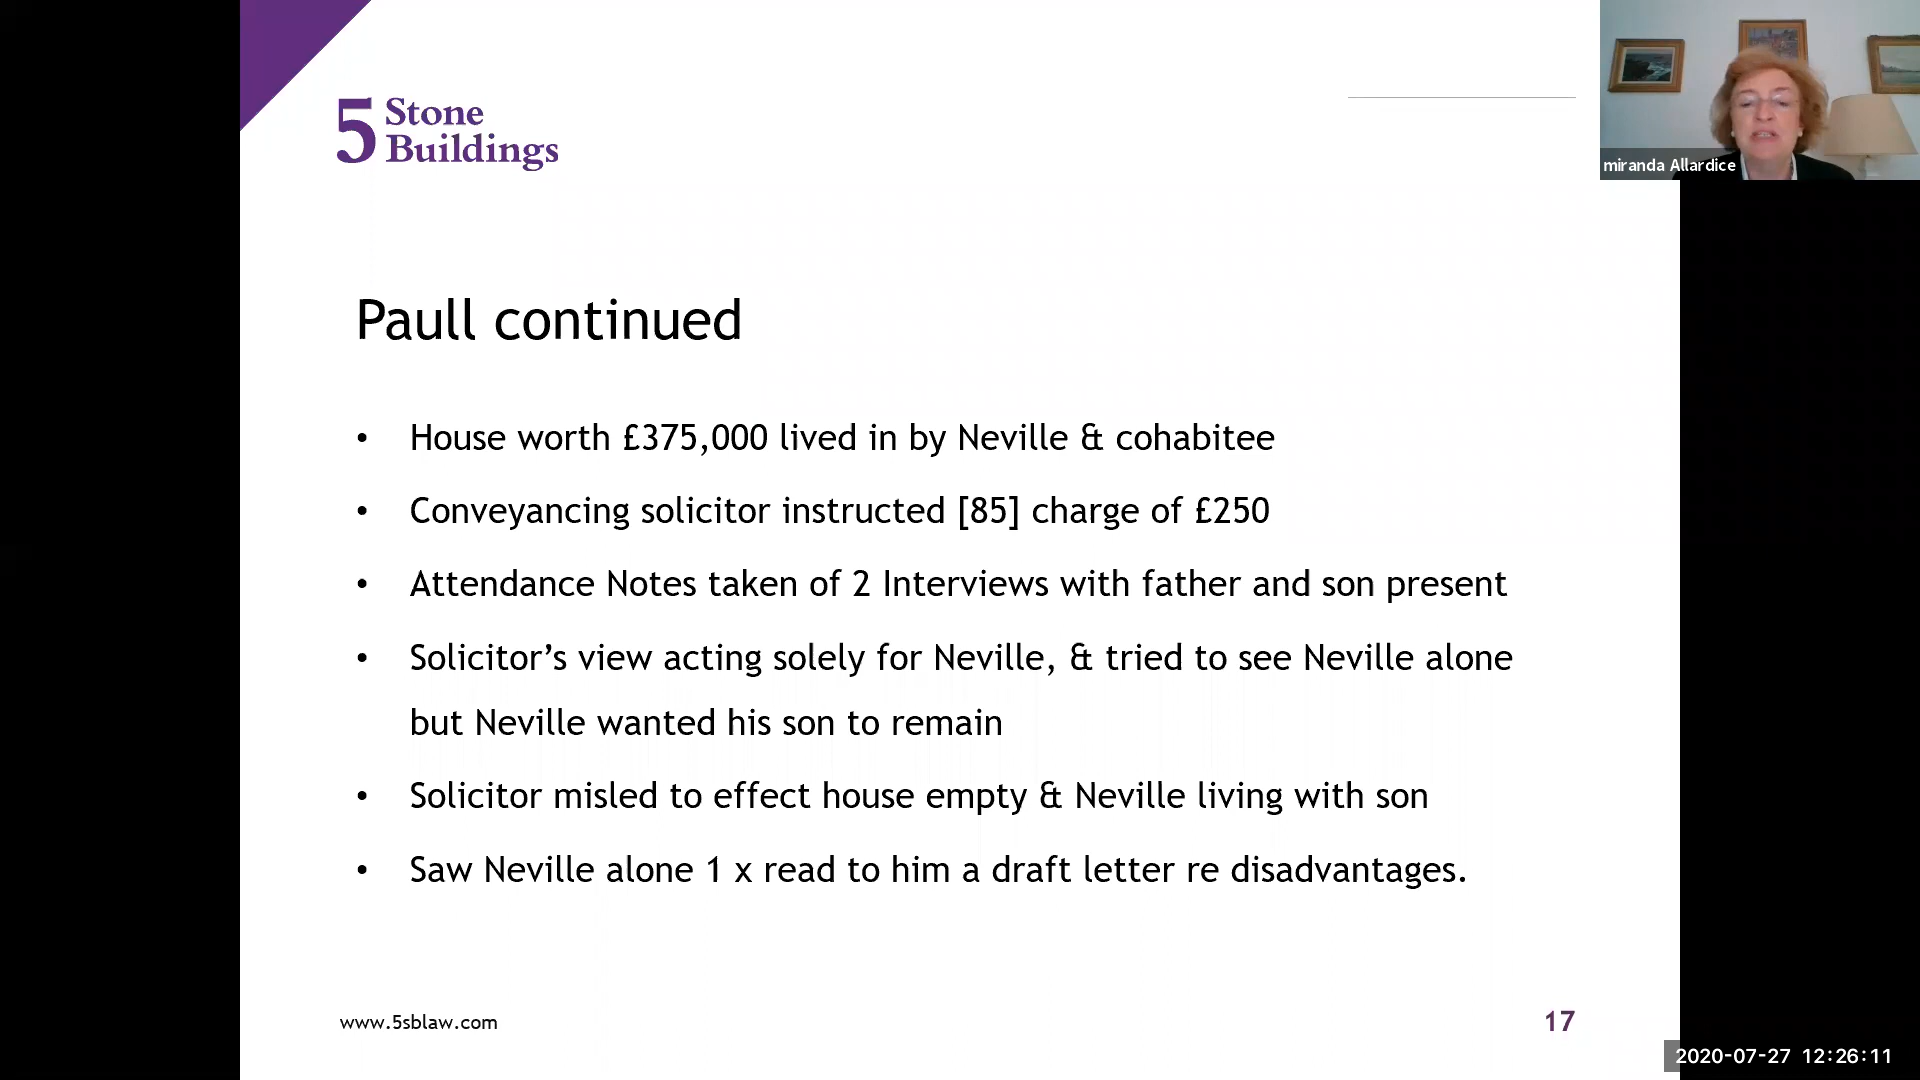 5 Stone
Buildings
miranda Allardice
Paull continued
• House worth £375,000 lived in by Neville & cohabitee
• Conveyancing solicitor instructed [85] charge of £250
• Attendance Notes taken of 2 Interviews with father and son present
• Solicitor’s view acting solely for Neville, & tried to see Neville alone
but Neville wanted his son to remain
• Solicitor misled to effect house empty & Neville living with son
• Saw Neville alone 1 x read to him a draft letter re disadvantages.
www.5sblaw.com
17
2020-07-27 12:26:11